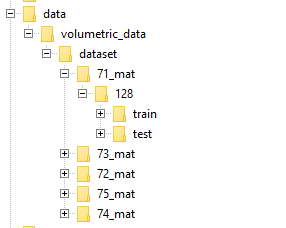 data
volumetric_data
dataset
71_mat
128
train
test
73_mat
72_mat
75_mat
74_mat